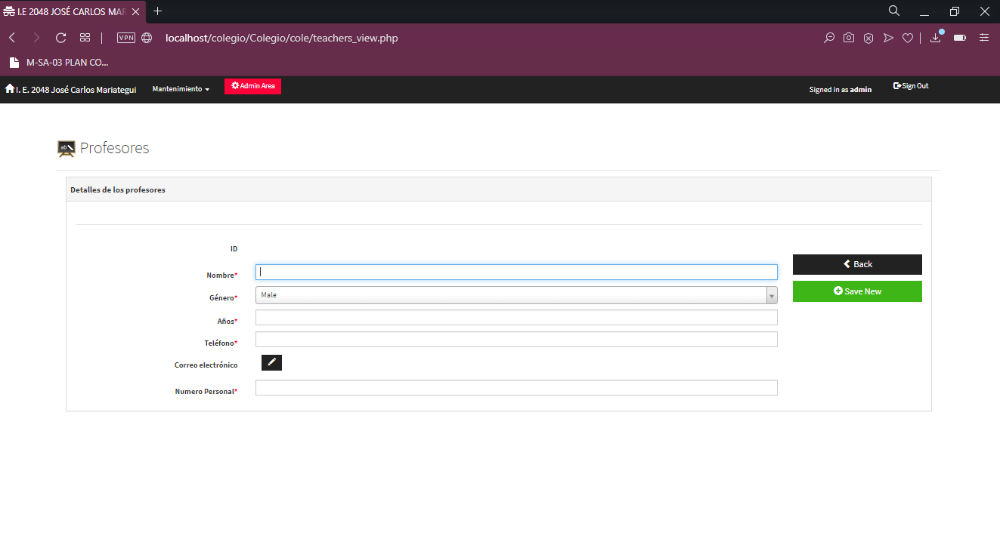 I.E 2048 JOSÉ CARLOS MAR
VPN localhost/colegio/Colegio/cole/teachers_view.php
M-SA-03 PLAN CO...
I. E. 2048 José Carlos Mariategui Mantenimiento Admin Area Signed in as admin Sign Out
ab Profesores
Detalles de los profesores
ID
Nombre*
Back
Género* Male
Save New
Años*
Teléfono*
Correo electrónico
Numero Personal*